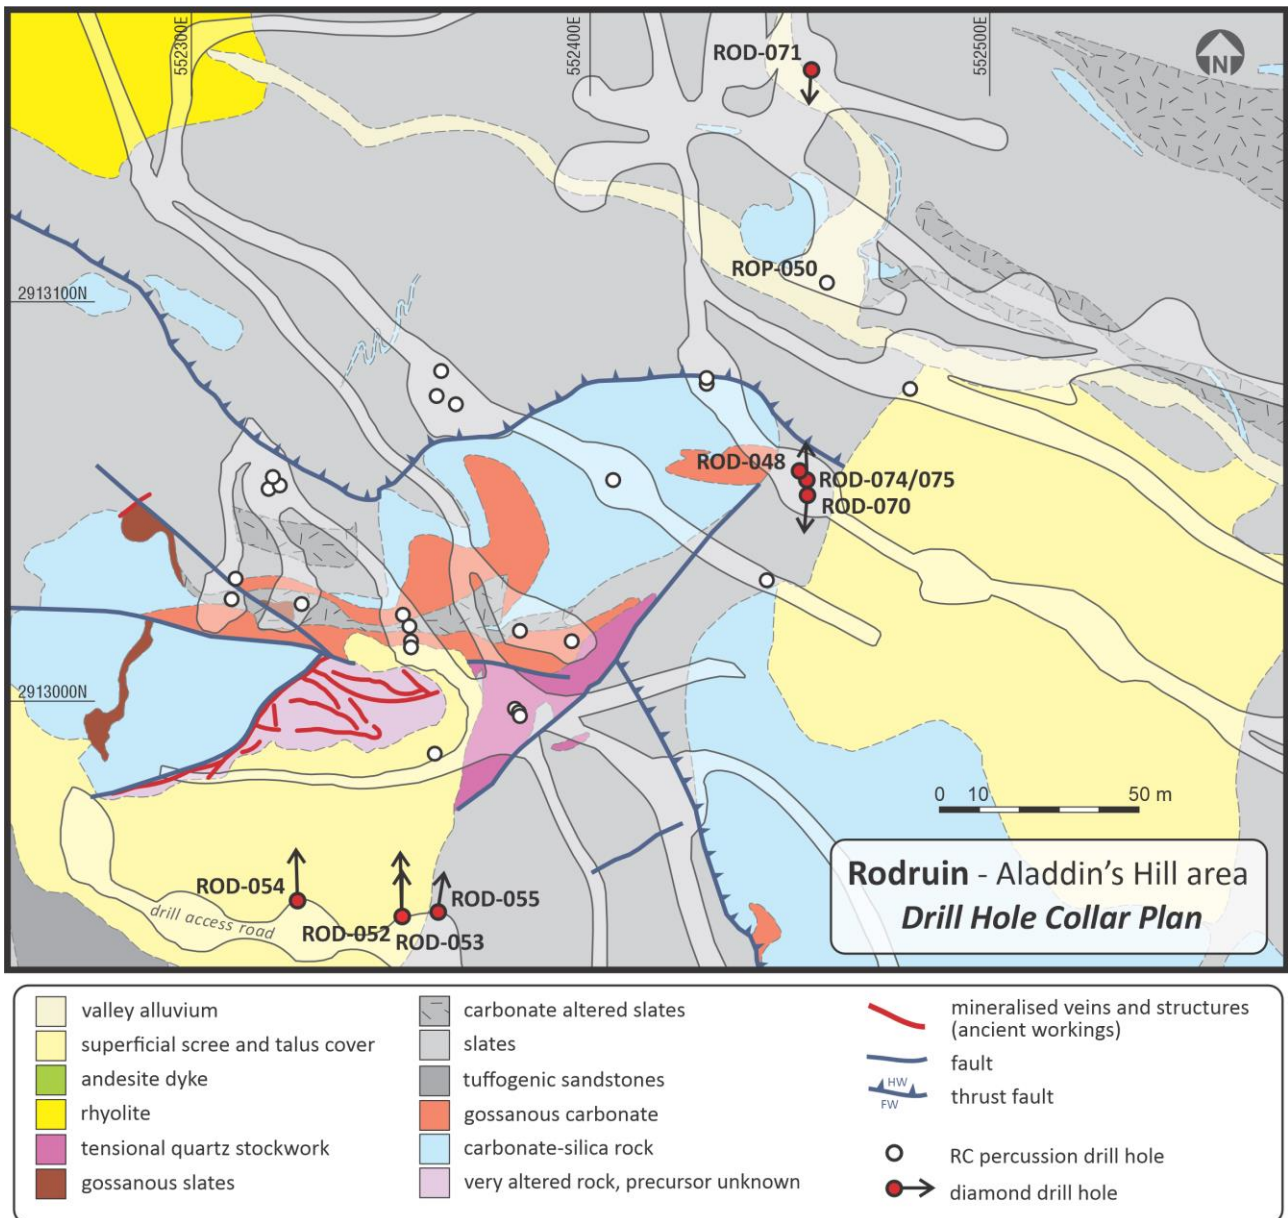 552300E
552400E
552500E
N
ROD-071
ROP-050
2913100N
ROD-048
ROD-074/075
ROD-070
2913000N
0 10 50 m
ROD-054
drill access road
ROD-052
ROD-053
ROD-055
Rodruin - Aladdin's Hill area
Drill Hole Collar Plan
valley alluvium
superficial scree and talus cover
andesite dyke
rhyolite
tensional quartz stockwork
gossanous slates
carbonate altered slates
slates
tuffogenic sandstones
gossanous carbonate
carbonate-silica rock
very altered rock, precursor unknown
mineralised veins and structures
(ancient workings)
fault
HW
FW
thrust fault
RC percussion drill hole
diamond drill hole